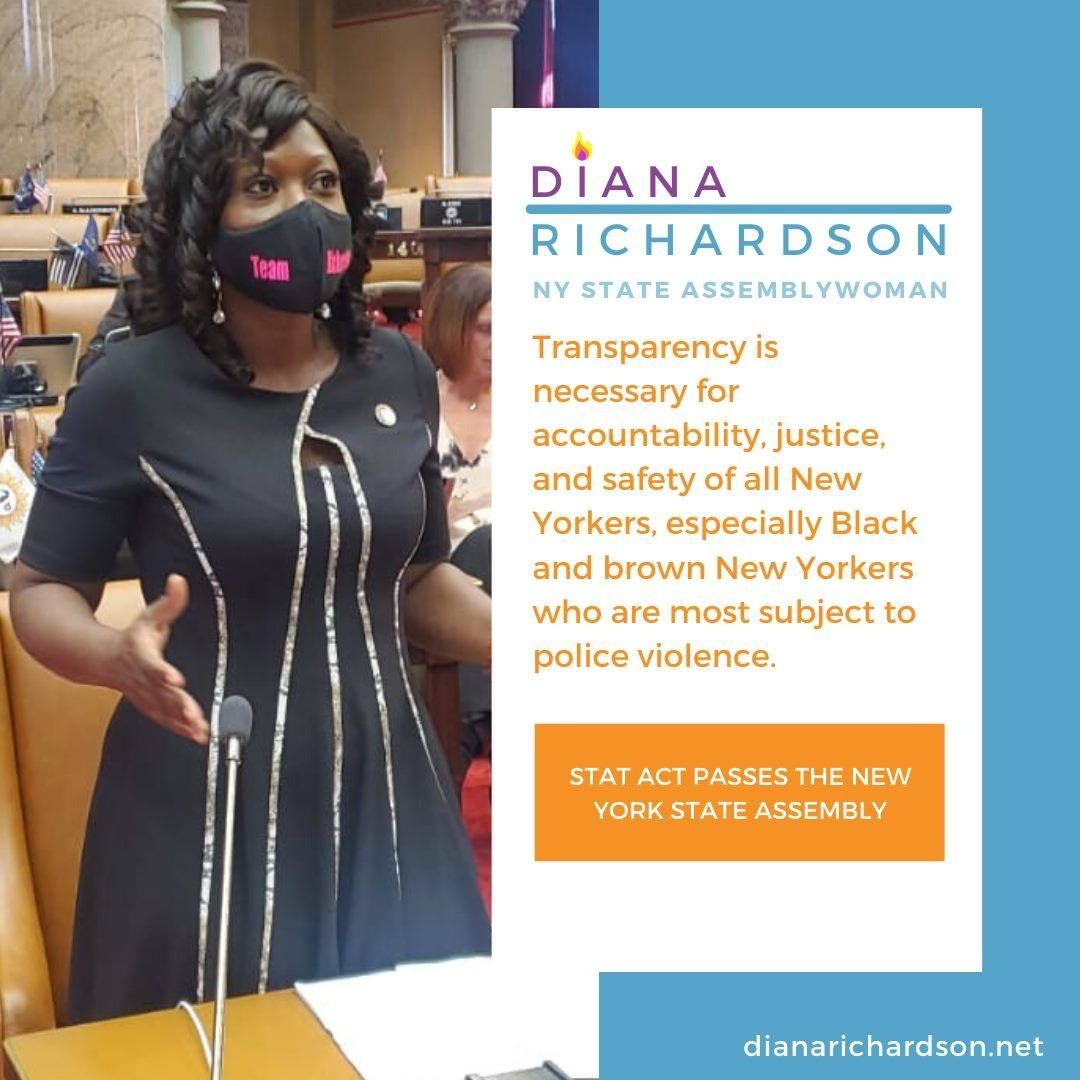 DIANA
RICHARDSON
NY STATE ASSEMBLYWOMAN
Transparency is
necessary for
accountability, justice,
and safety of all New
Yorkers, especially Black
and brown New Yorkers
who are most subject to
police violence.
STAT ACT PASSES THE NEW
YORK STATE ASSEMBLY
dianarichardson.net
Team